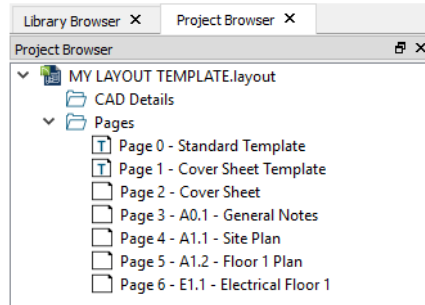 Library Browser ✕ Project Browser ✕
Project Browser
MY LAYOUT TEMPLATE.layout
CAD Details
Pages
T Page 0 - Standard Template
T Page 1 - Cover Sheet Template
Page 2 - Cover Sheet
Page 3 - A0.1 - General Notes
Page 4 - A1.1 - Site Plan
Page 5 - A1.2 - Floor 1 Plan
Page 6 - E1.1 - Electrical Floor 1